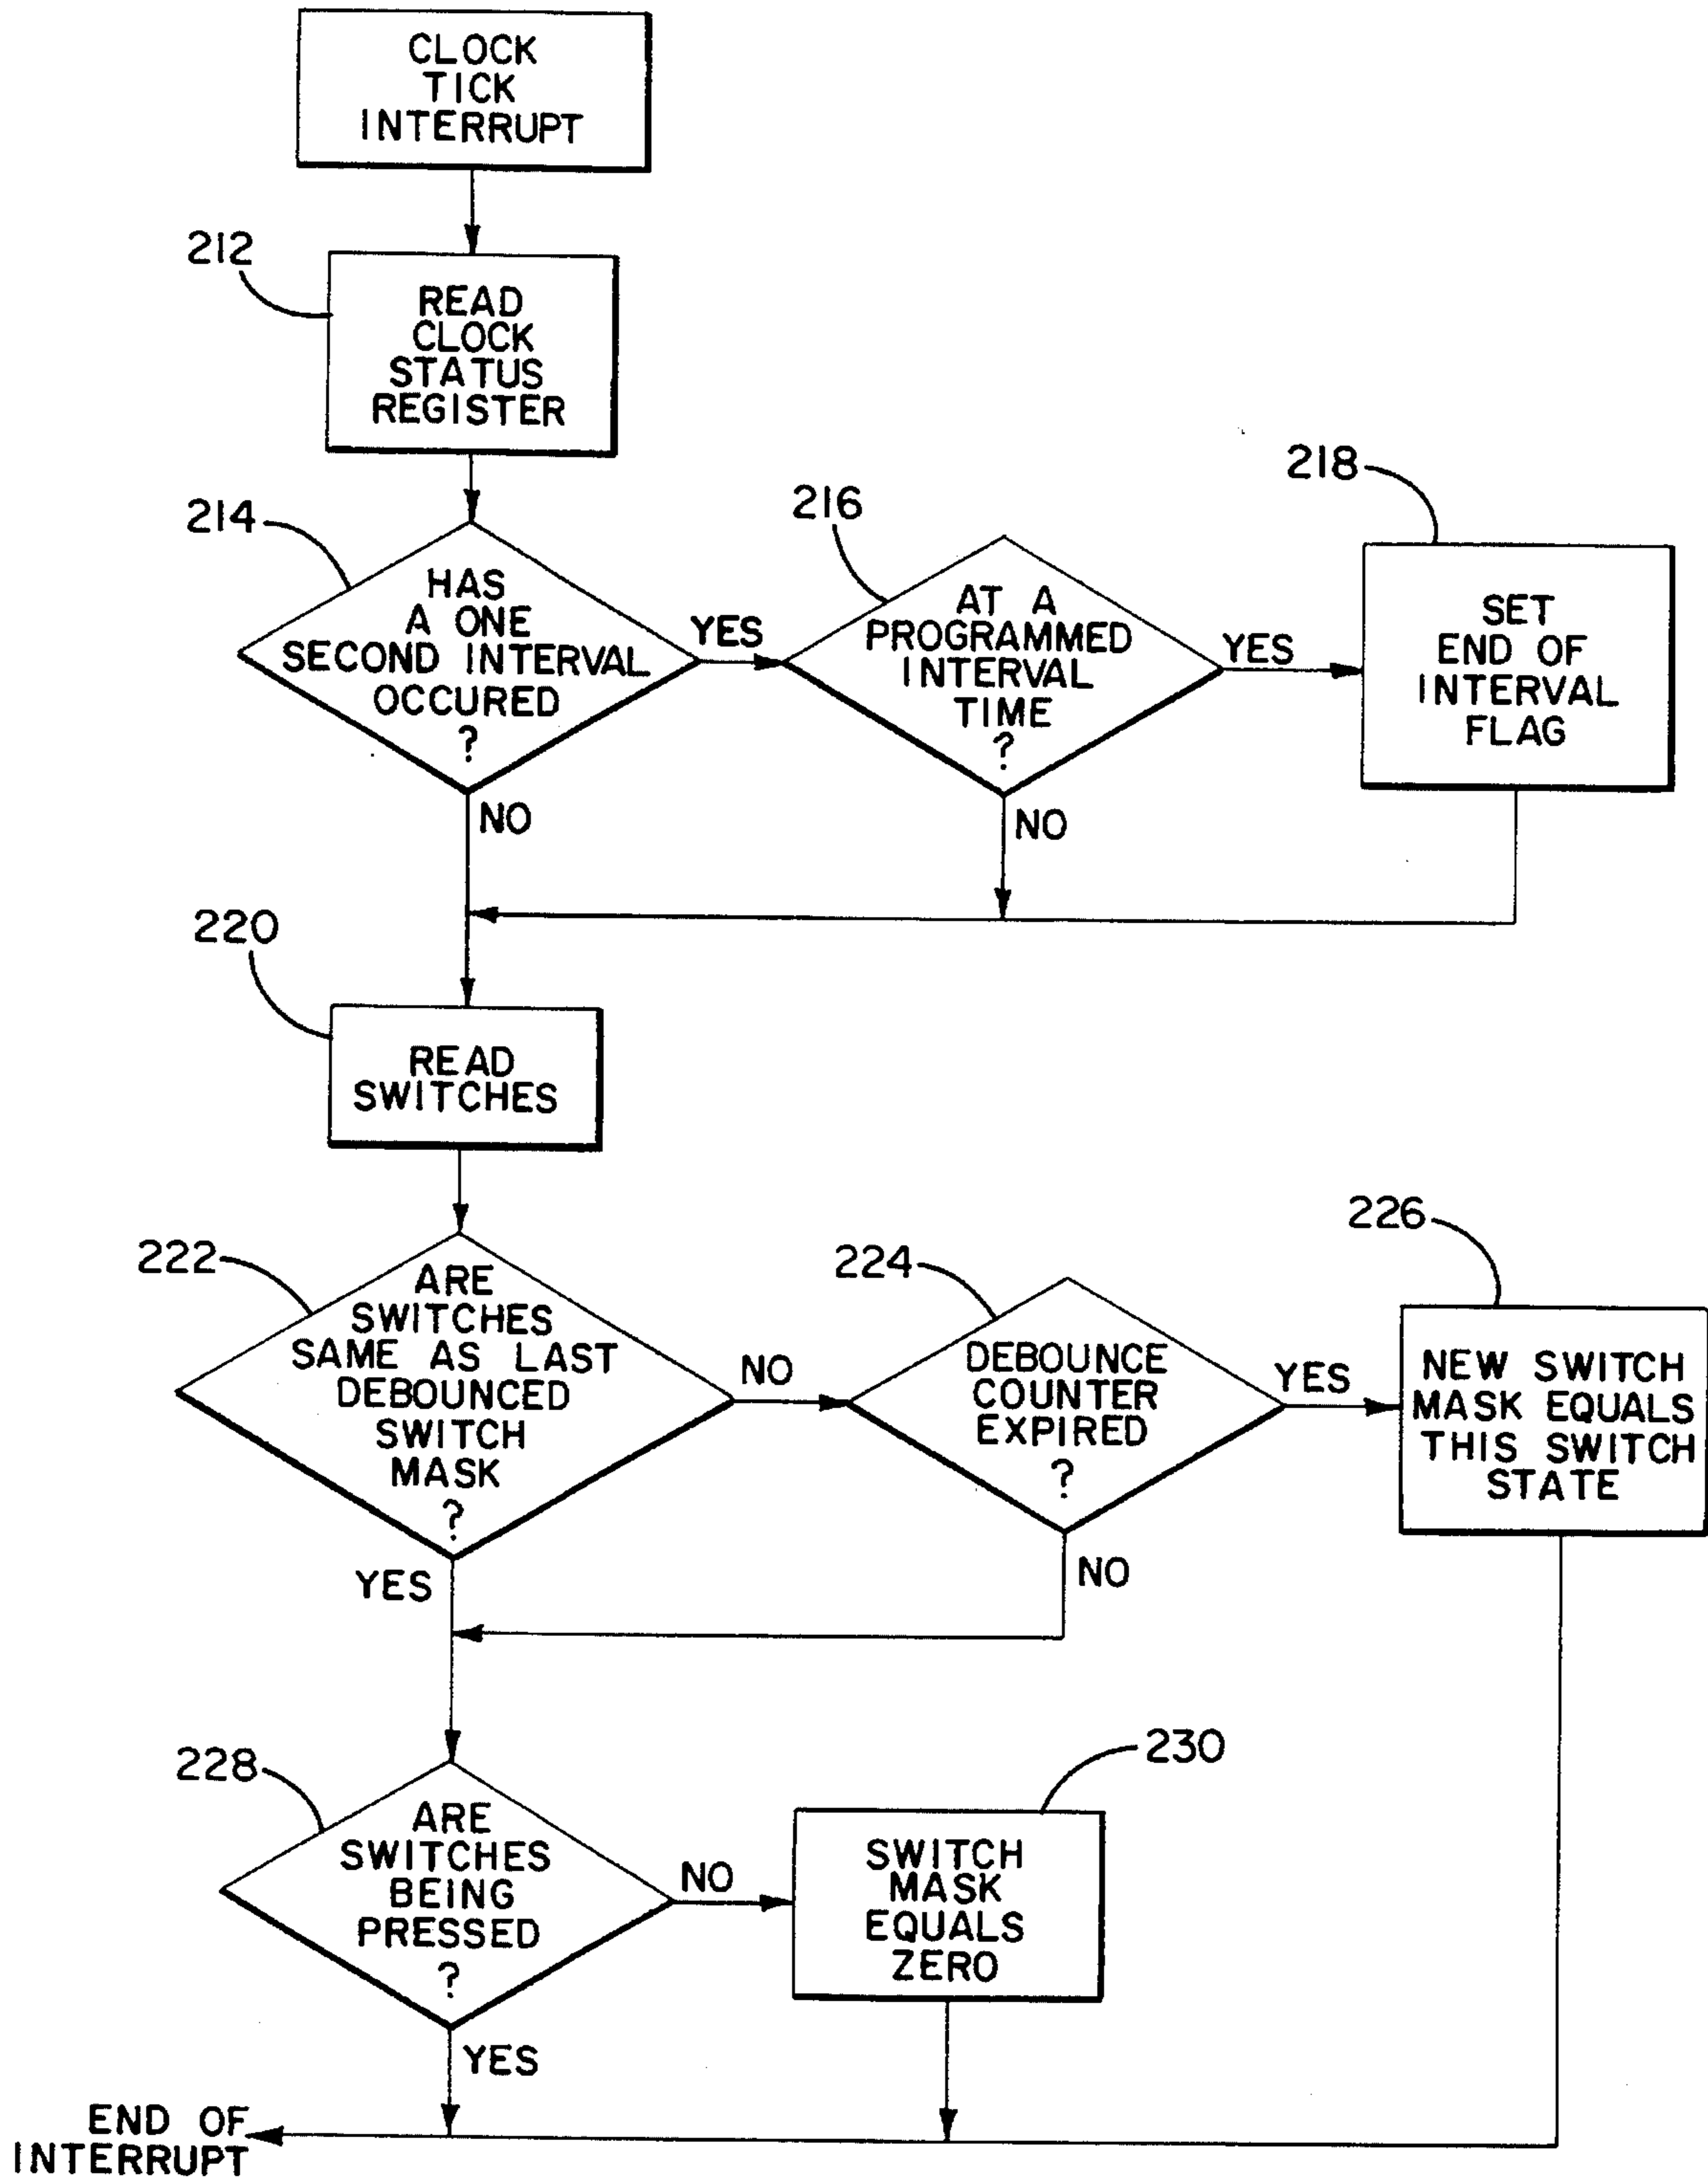 CLOCK
TICK
INTERRUPT
212
READ
CLOCK
STATUS
REGISTER
214
HAS
A ONE
SECOND INTERVAL
OCCURED
?
YES
NO
216
AT A
PROGRAMMED
INTERVAL
TIME
?
YES
NO
218
SET
END OF
INTERVAL
FLAG
220
READ
SWITCHES
222
ARE
SWITCHES
SAME AS LAST
DEBOUNCED
SWITCH
MASK
?
NO
YES
224
DEBOUNCE
COUNTER
EXPIRED
?
YES
NO
226
NEW SWITCH
MASK EQUALS
THIS SWITCH
STATE
228
ARE
SWITCHES
BEING
PRESSED
?
NO
YES
230
SWITCH
MASK
EQUALS
ZERO
END OF
INTERRUPT